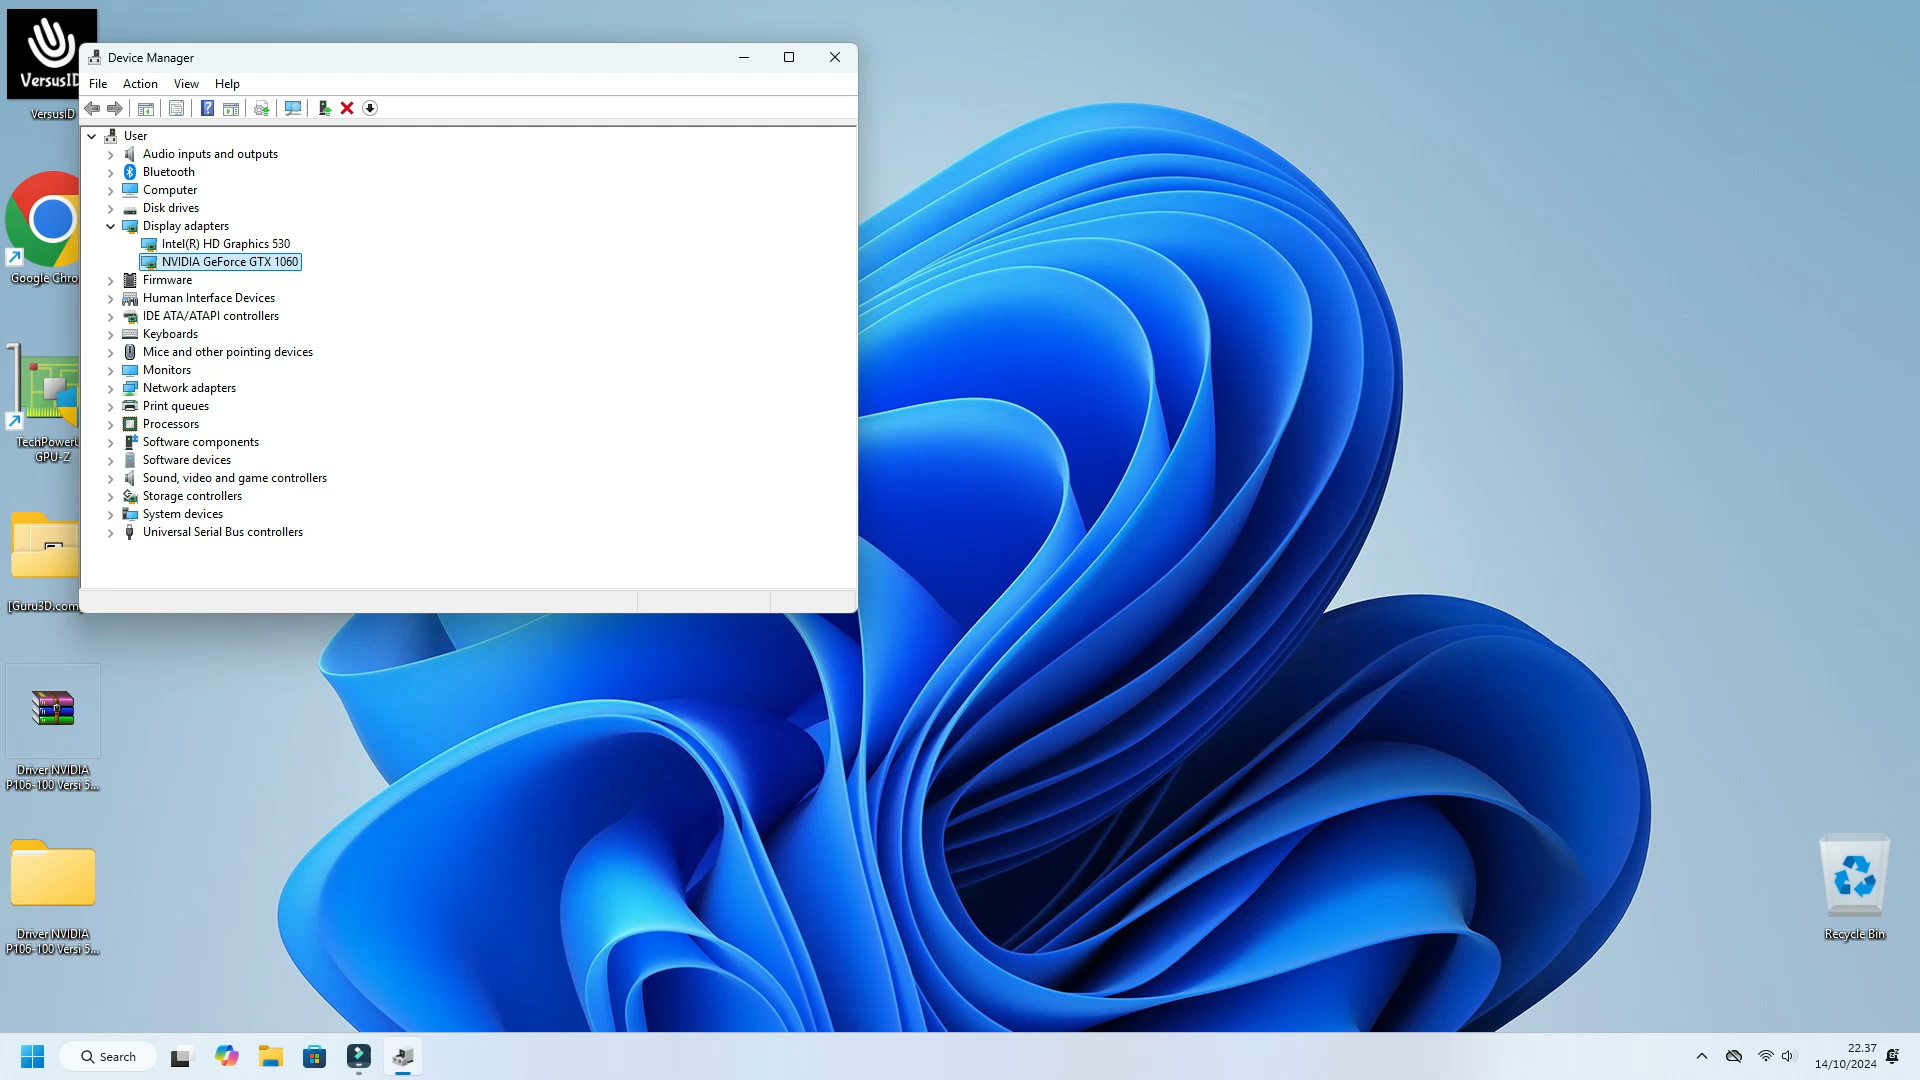 VersusID
VersusID
Google Chro
TechPowerU
GPU-Z
[Guru3D.com
Driver NVIDIA
P106-100 Versi 5...
Driver NVIDIA
P106-100 Versi 5...
Device Manager
File Action View Help
User
Audio inputs and outputs
Bluetooth
Computer
Disk drives
Display adapters
Intel(R) HD Graphics 530
NVIDIA GeForce GTX 1060
Firmware
Human Interface Devices
IDE ATA/ATAPI controllers
Keyboards
Mice and other pointing devices
Monitors
Network adapters
Print queues
Processors
Software components
Software devices
Sound, video and game controllers
Storage controllers
System devices
Universal Serial Bus controllers
Recycle Bin
Search
22.37
14/10/2024